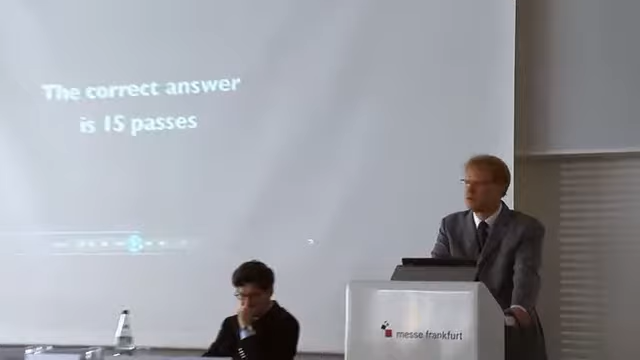 The correct answer
is 15 passes
messe frankfurt